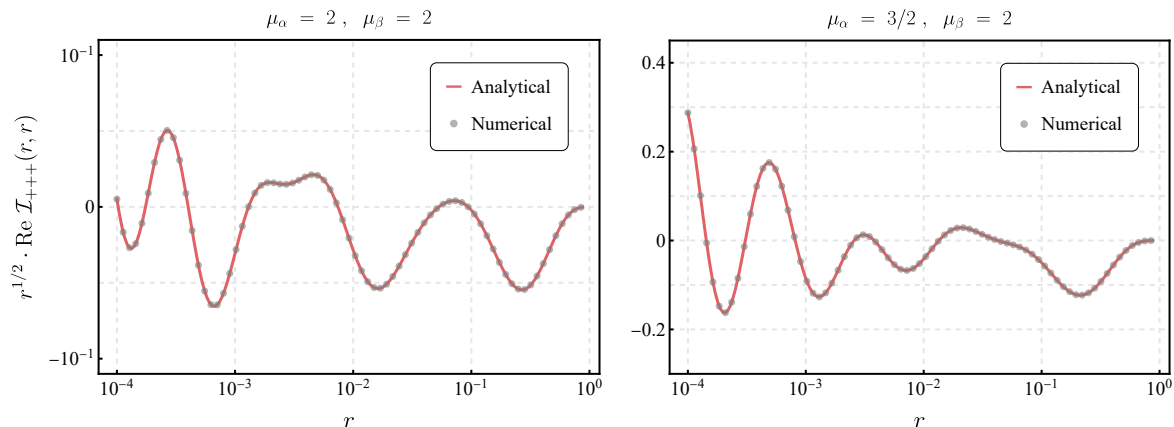 μ_α = 2 , μ_β = 2
r^{1/2} · Re 𝓘_{+++}(r, r)
10^{-1}
0
−10^{-1}
Analytical
Numerical
10^{-4}
10^{-3}
10^{-2}
10^{-1}
10^{0}
r
μ_α = 3/2 , μ_β = 2
0.4
0.2
0
−0.2
Analytical
Numerical
10^{-4}
10^{-3}
10^{-2}
10^{-1}
10^{0}
r